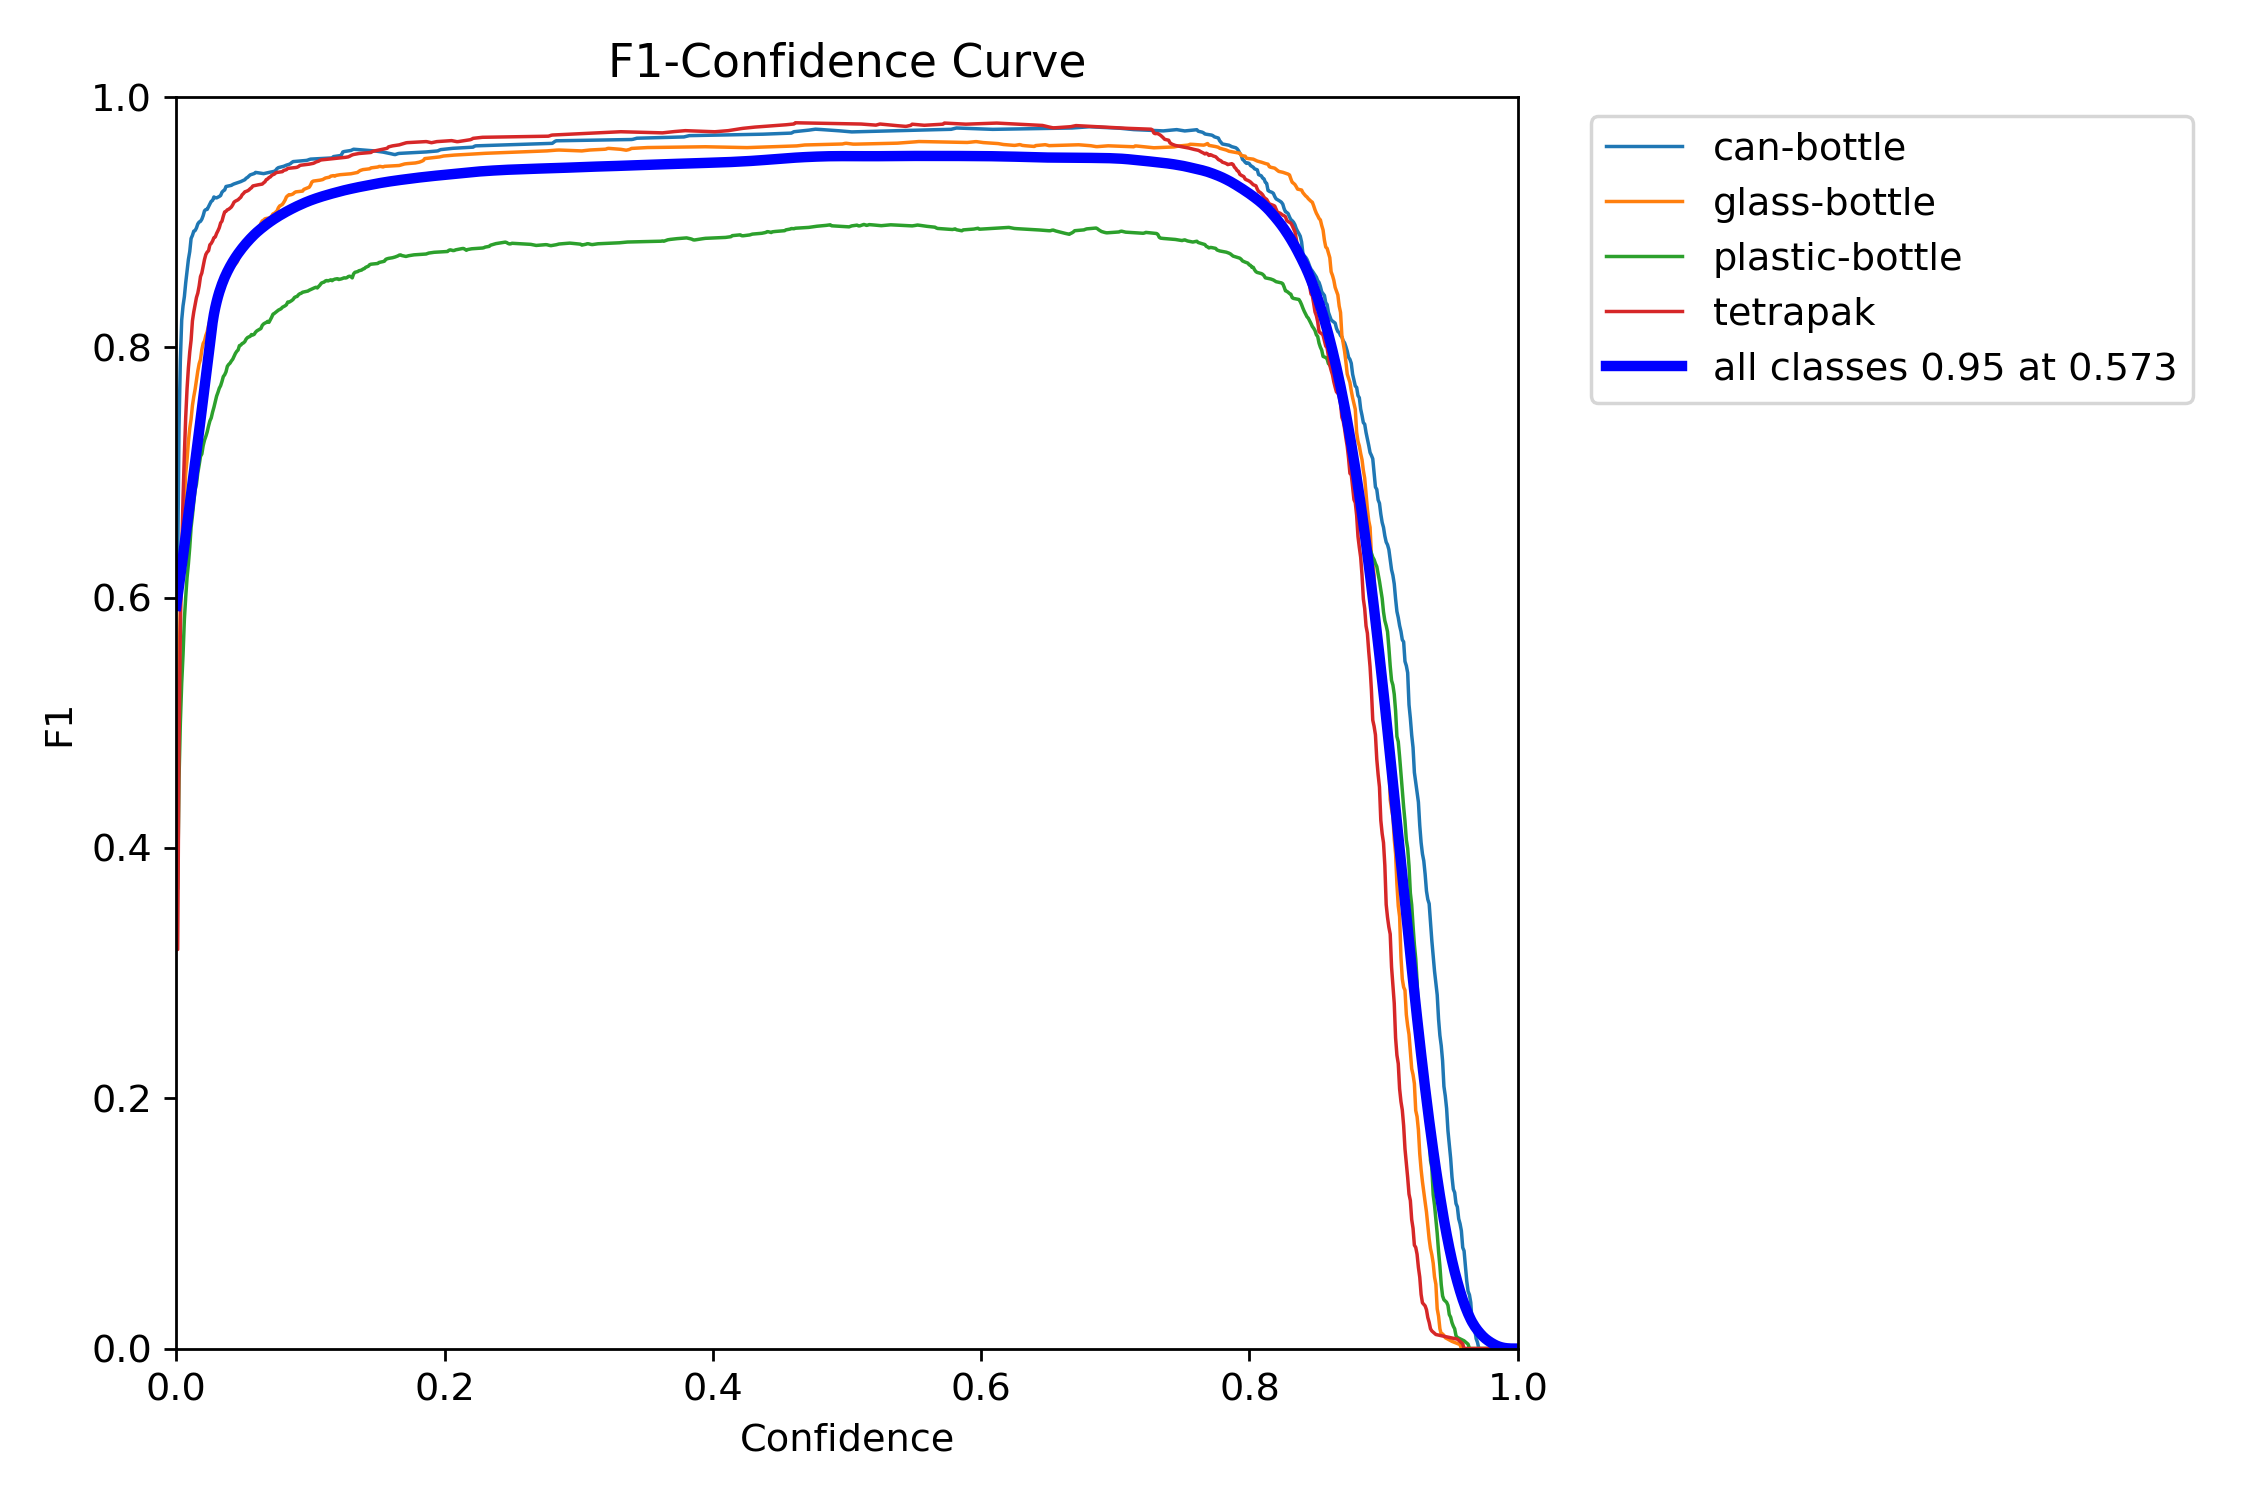 F1-Confidence Curve
1.0
0.8
0.6
0.4
0.2
0.0
F1
0.0 0.2 0.4 0.6 0.8 1.0
Confidence
can-bottle
glass-bottle
plastic-bottle
tetrapak
all classes 0.95 at 0.573